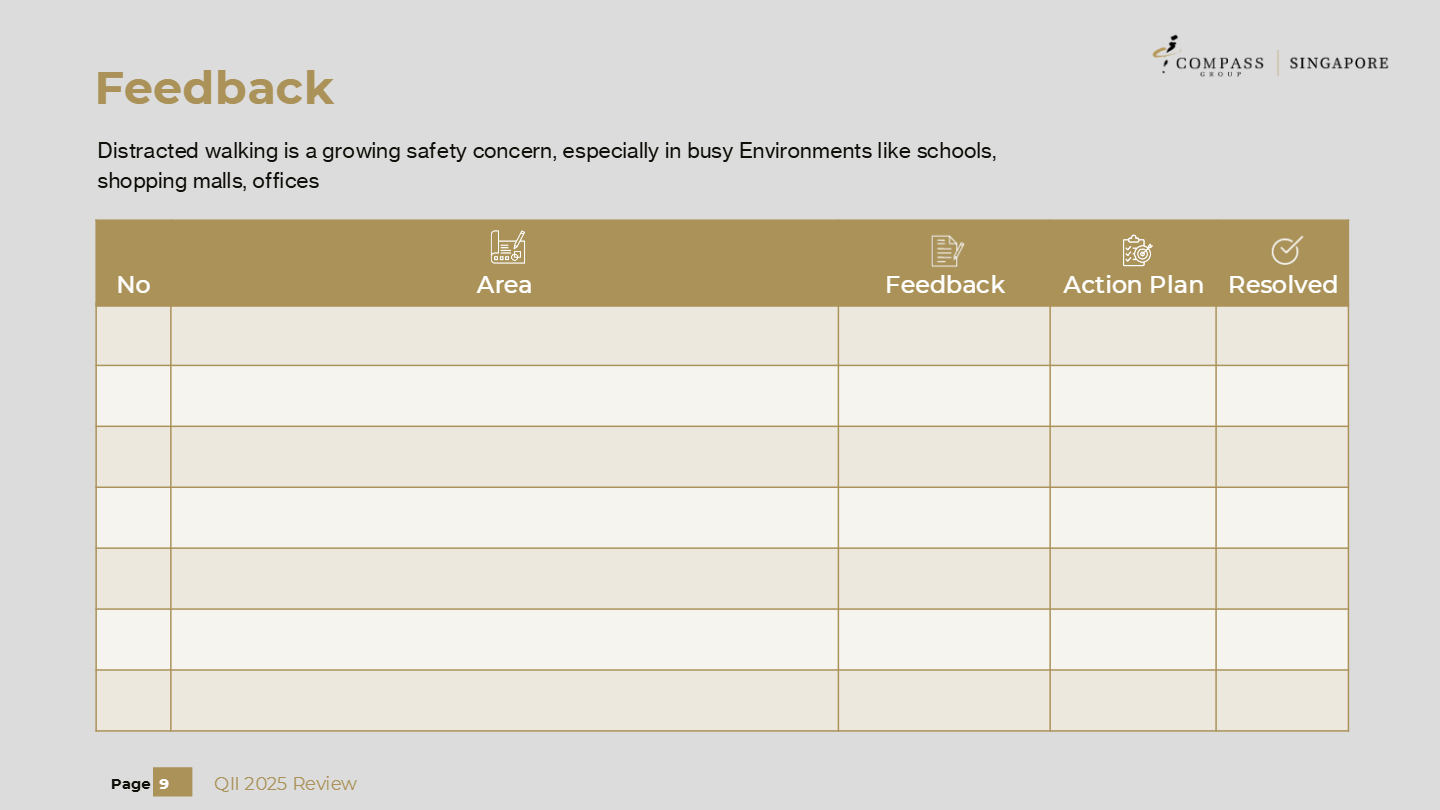 COMPASS
GROUP
SINGAPORE
Feedback
Distracted walking is a growing safety concern, especially in busy Environments like schools,
shopping malls, offices
No
Area
Feedback
Action Plan
Resolved
Page 9
QII 2025 Review